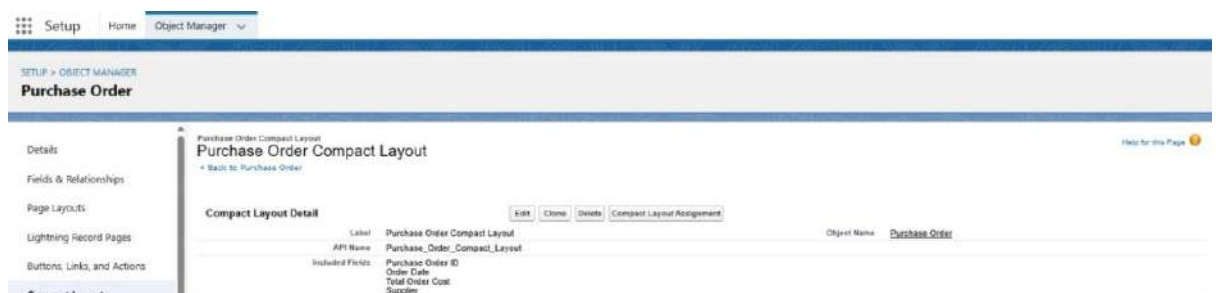 Setup Home Object Manager
SETUP > OBJECT MANAGER
Purchase Order
Details
Fields & Relationships
Page Layouts
Lightning Record Pages
Buttons, Links, and Actions
Purchase Order Compact Layout
Purchase Order Compact Layout
« Back to Purchase Order
Help for this Page
Compact Layout Detail
Edit Clone Delete Compact Layout Assignment
Label Purchase Order Compact Layout Object Name Purchase Order
API Name Purchase_Order_Compact_Layout
Included Fields Purchase Order ID
Order Date
Total Order Cost
Supplier